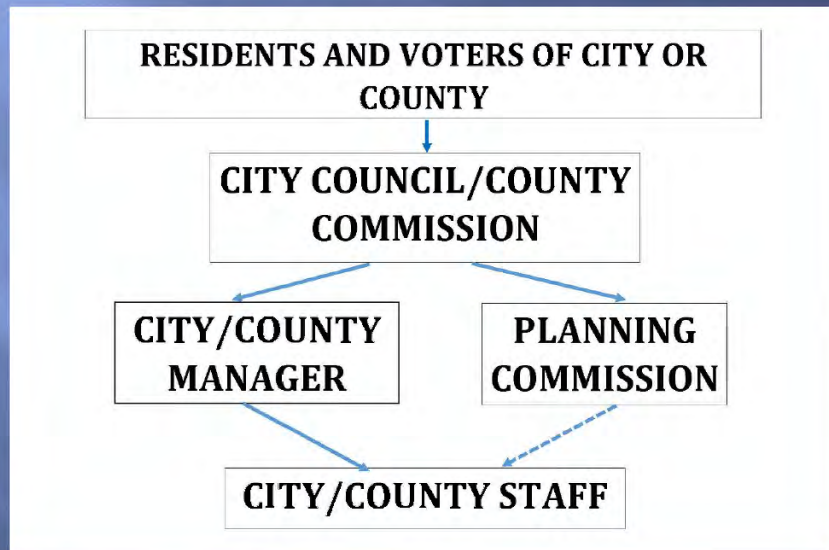 RESIDENTS AND VOTERS OF CITY OR
COUNTY
CITY COUNCIL/COUNTY
COMMISSION
CITY/COUNTY
MANAGER
PLANNING
COMMISSION
CITY/COUNTY STAFF